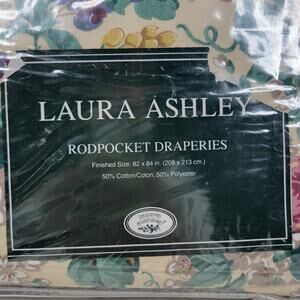 LAURA ASHLEY
RODPOCKET DRAPERIES
Finished Size: 82 x 84 in. (208 x 213 cm.)
50% Cotton/Coton, 50% Polyester